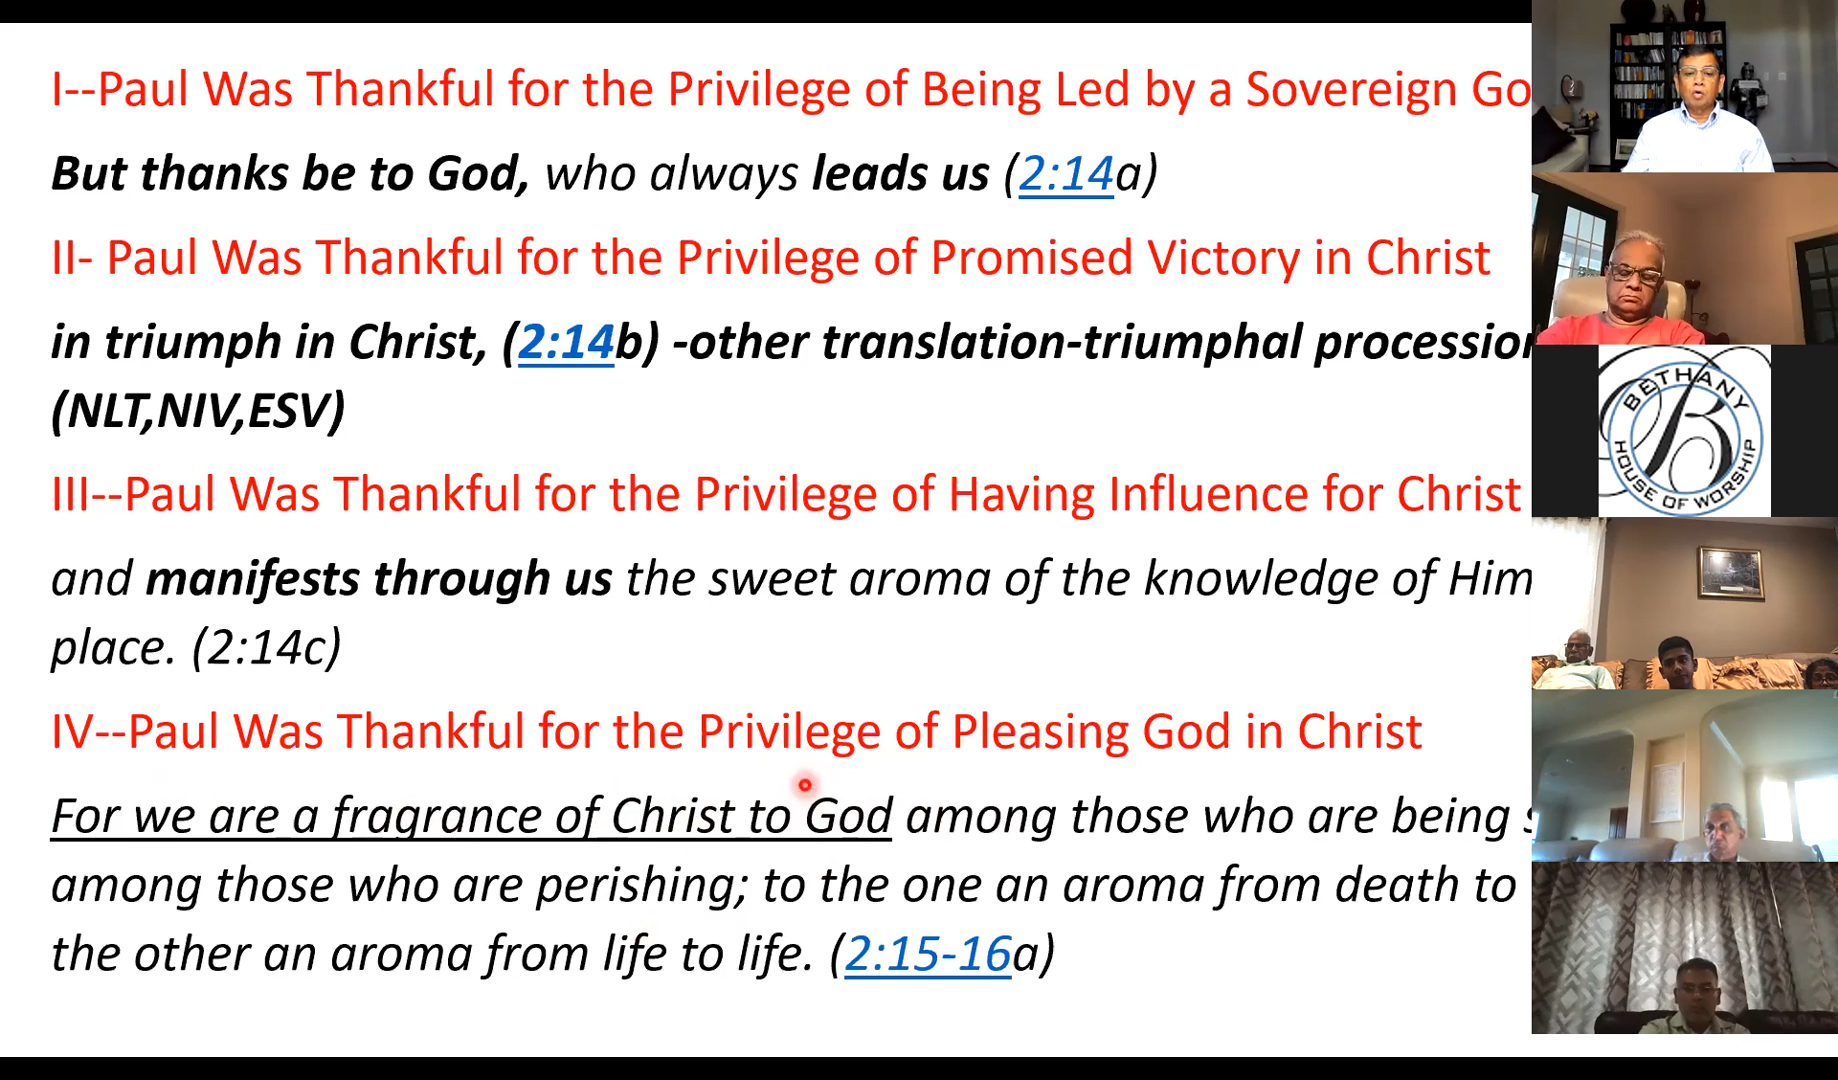 I--Paul Was Thankful for the Privilege of Being Led by a Sovereign Go
But thanks be to God, who always leads us (2:14a)
II- Paul Was Thankful for the Privilege of Promised Victory in Christ
in triumph in Christ, (2:14b) -other translation-triumphal procession
(NLT,NIV,ESV)
III--Paul Was Thankful for the Privilege of Having Influence for Christ
and manifests through us the sweet aroma of the knowledge of Him
place. (2:14c)
IV--Paul Was Thankful for the Privilege of Pleasing God in Christ
For we are a fragrance of Christ to God among those who are being
among those who are perishing; to the one an aroma from death to
the other an aroma from life to life. (2:15-16a)
BETHANY
B
HOUSE OF WORSHIP